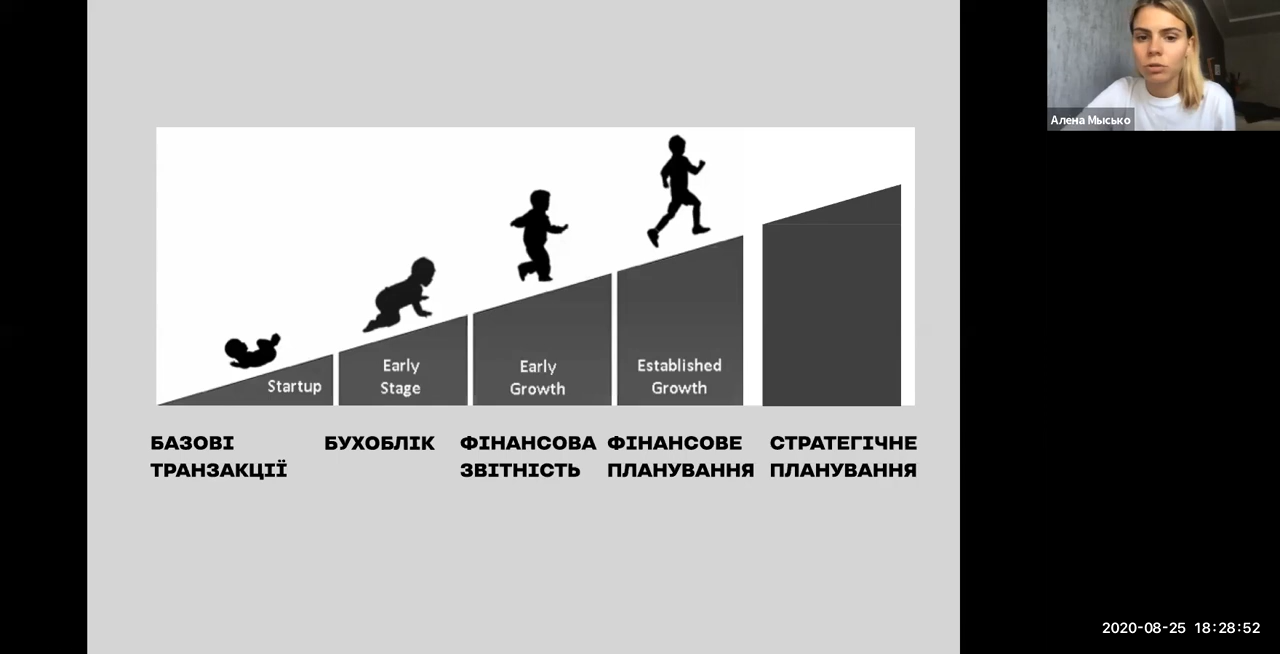 Алена Мысько
Startup
Early
Stage
Early
Growth
Established
Growth
БАЗОВІ
ТРАНЗАКЦІЇ
БУХОБЛІК
ФІНАНСОВА
ЗВІТНІСТЬ
ФІНАНСОВЕ
ПЛАНУВАННЯ
СТРАТЕГІЧНЕ
ПЛАНУВАННЯ
2020-08-25 18:28:52